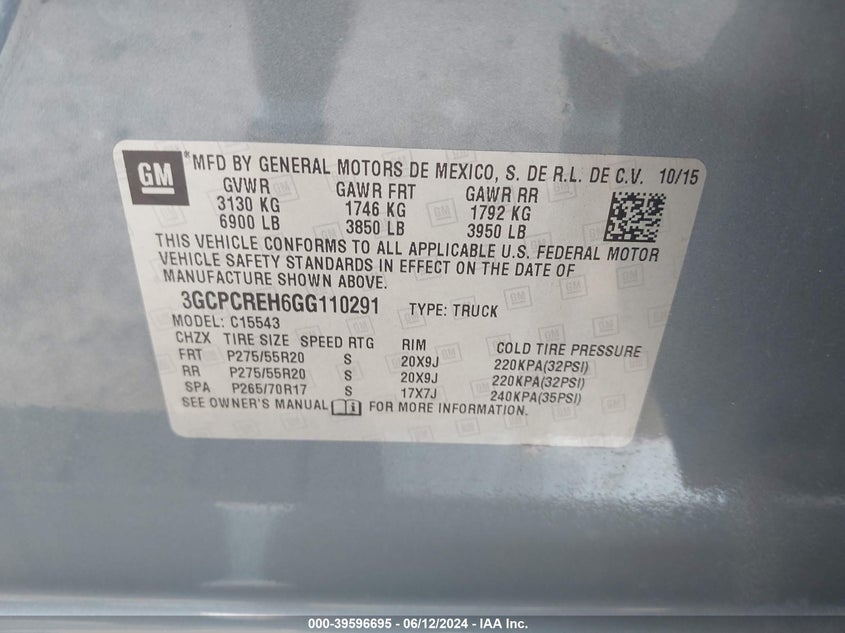 GM
*MFD BY GENERAL MOTORS DE MEXICO, S. DE R.L. DE C.V. 10/15
GVWR GAWR FRT GAWR RR
3130 KG 1746 KG 1792 KG
6900 LB 3850 LB 3950 LB
THIS VEHICLE CONFORMS TO ALL APPLICABLE U.S. FEDERAL MOTOR
VEHICLE SAFETY STANDARDS IN EFFECT ON THE DATE OF
MANUFACTURE SHOWN ABOVE.
3GCPCREH6GG110291 TYPE: TRUCK
MODEL: C15543
CHZX TIRE SIZE SPEED RTG RIM COLD TIRE PRESSURE
FRT P275/55R20 S 20X9J 220KPA(32PSI)
RR P275/55R20 S 20X9J 220KPA(32PSI)
SPA P265/70R17 S 17X7J 240KPA(35PSI)
SEE OWNER'S MANUAL FOR MORE INFORMATION.
000-39596695 - 06/12/2024 - IAA Inc.